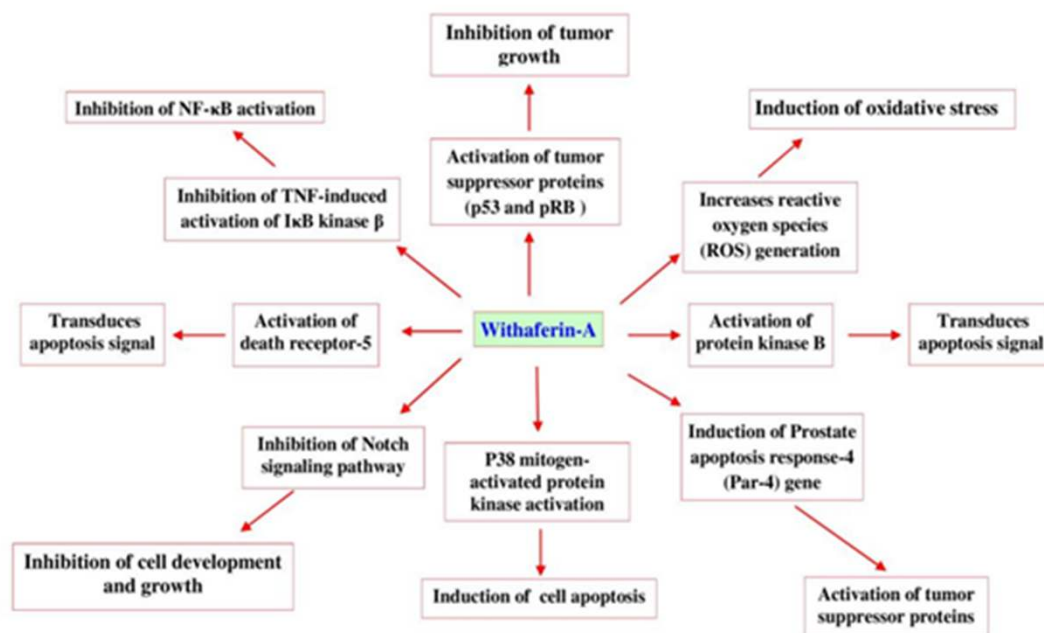 Inhibition of tumor
growth
Inhibition of NF-κB activation
Induction of oxidative stress
Activation of tumor
suppressor proteins
(p53 and pRB )
Inhibition of TNF-induced
activation of IκB kinase β
Increases reactive
oxygen species
(ROS) generation
Transduces
apoptosis signal
Activation of
death receptor-5
Withaferin-A
Activation of
protein kinase B
Transduces
apoptosis signal
Inhibition of Notch
signaling pathway
P38 mitogen-
activated protein
kinase activation
Induction of Prostate
apoptosis response-4
(Par-4) gene
Inhibition of cell development
and growth
Induction of cell apoptosis
Activation of tumor
suppressor proteins